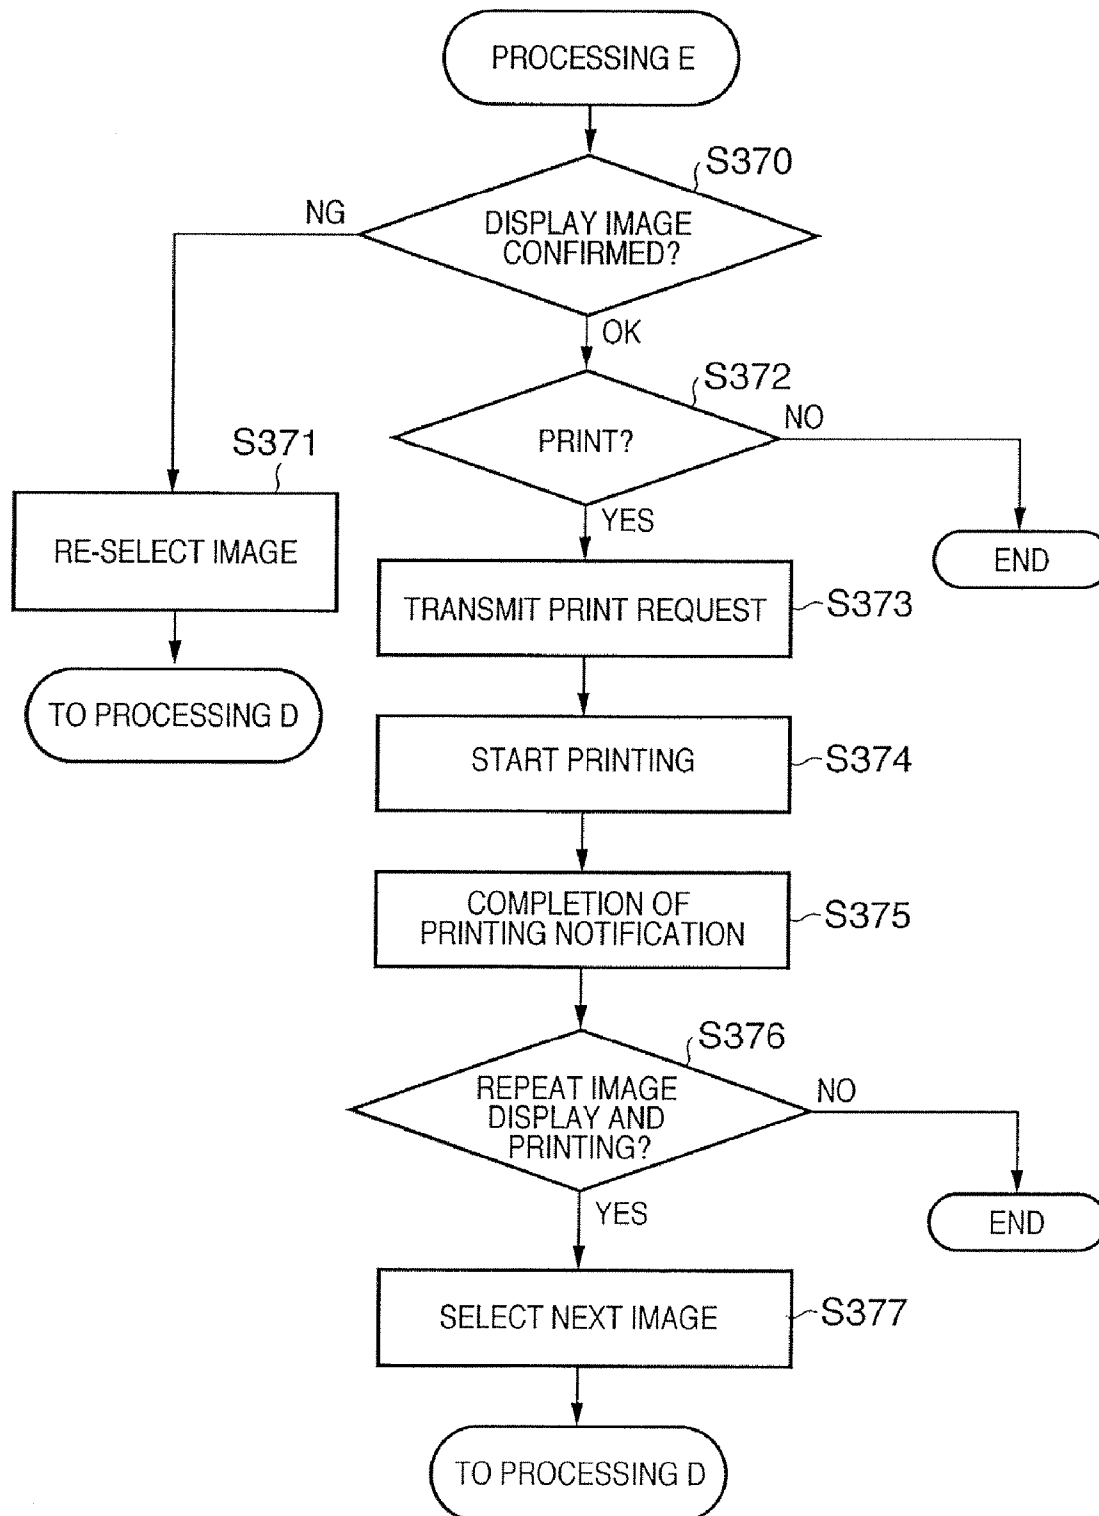 PROCESSING E
S370
NG
DISPLAY IMAGE
CONFIRMED?
OK
S372
NO
PRINT?
S371
YES
RE-SELECT IMAGE
END
TRANSMIT PRINT REQUEST
S373
TO PROCESSING D
START PRINTING
S374
COMPLETION OF
PRINTING NOTIFICATION
S375
S376
REPEAT IMAGE
DISPLAY AND
PRINTING?
NO
YES
END
SELECT NEXT IMAGE
S377
TO PROCESSING D